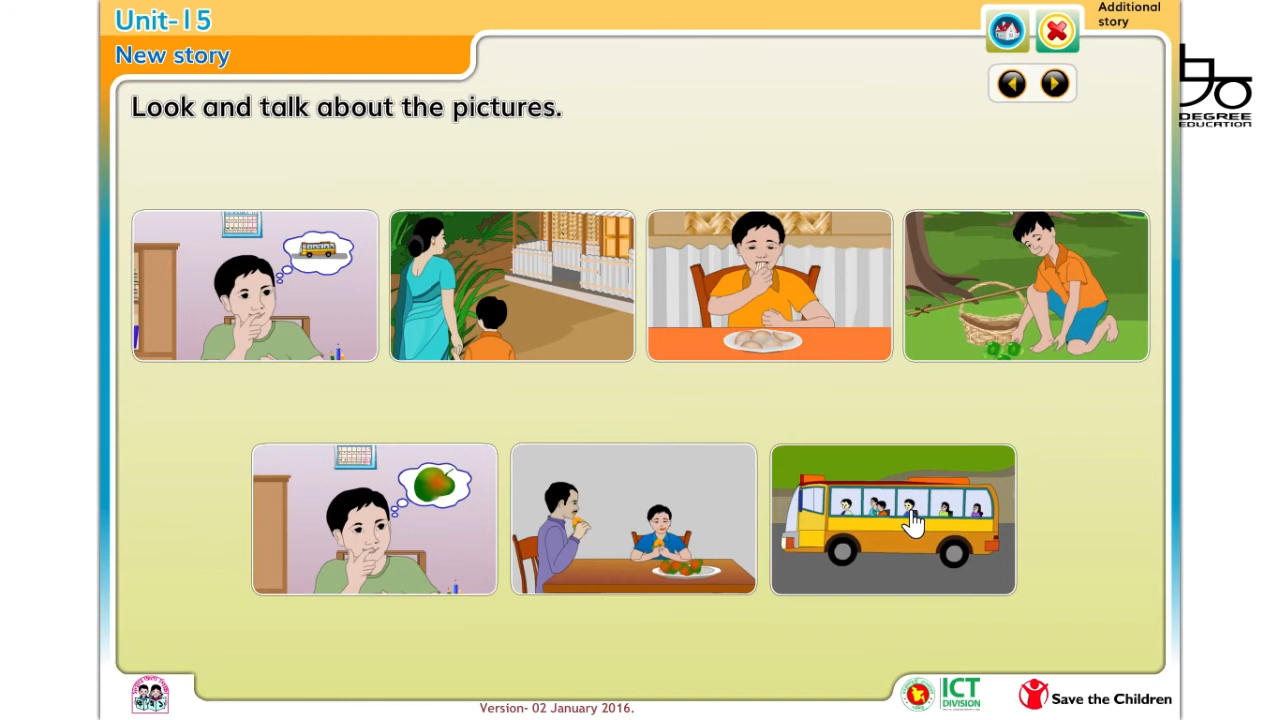 Unit-15
Additional story
New story
Look and talk about the pictures.
DEGREE
EDUCATION
ICT
DIVISION
Save the Children
Version- 02 January 2016.